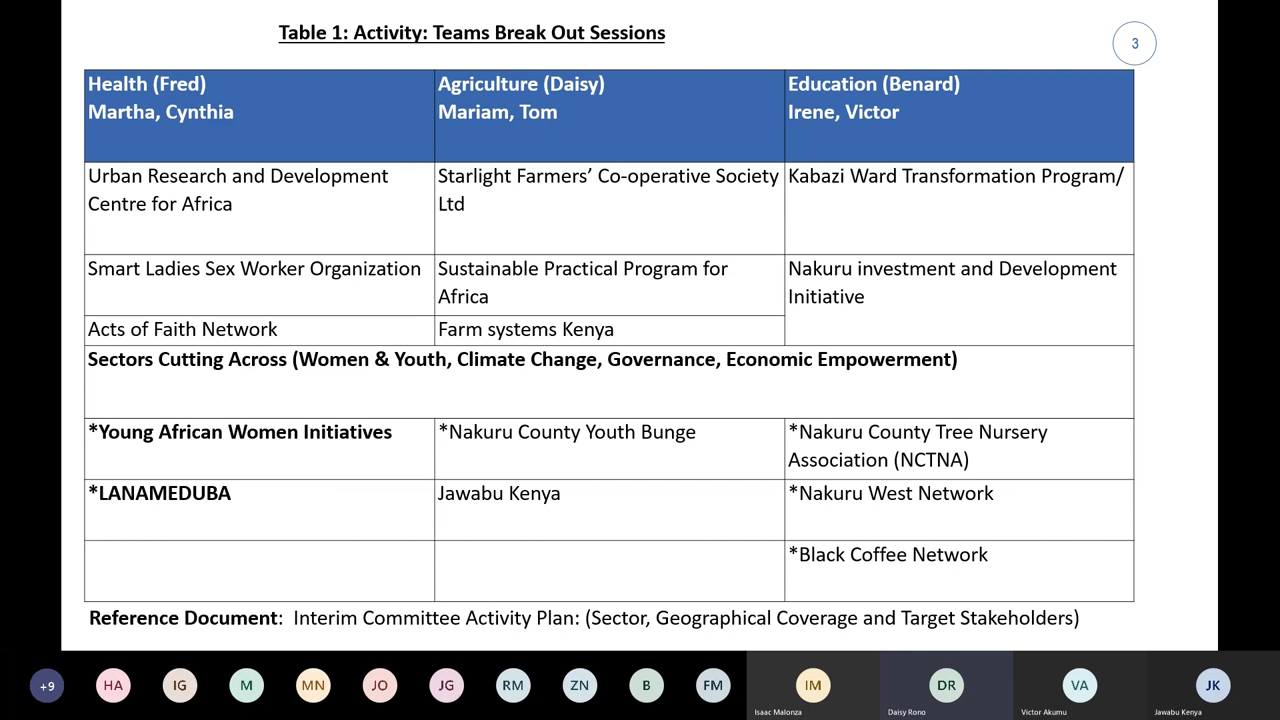 Table 1: Activity: Teams Break Out Sessions
3
Health (Fred)
Martha, Cynthia
Agriculture (Daisy)
Mariam, Tom
Education (Benard)
Irene, Victor
Urban Research and Development
Centre for Africa
Starlight Farmers’ Co-operative Society
Ltd
Kabazi Ward Transformation Program/
Smart Ladies Sex Worker Organization
Sustainable Practical Program for
Africa
Nakuru investment and Development
Initiative
Acts of Faith Network
Farm systems Kenya
Sectors Cutting Across (Women & Youth, Climate Change, Governance, Economic Empowerment)
*Young African Women Initiatives
*Nakuru County Youth Bunge
*Nakuru County Tree Nursery
Association (NCTNA)
*LANAMEDUBA
Jawabu Kenya
*Nakuru West Network
*Black Coffee Network
Reference Document: Interim Committee Activity Plan: (Sector, Geographical Coverage and Target Stakeholders)
+9
HA
IG
M
MN
JO
JG
RM
ZN
B
FM
IM
Isaac Malonza
DR
Daisy Rono
VA
Victor Akumu
JK
Jawabu Kenya